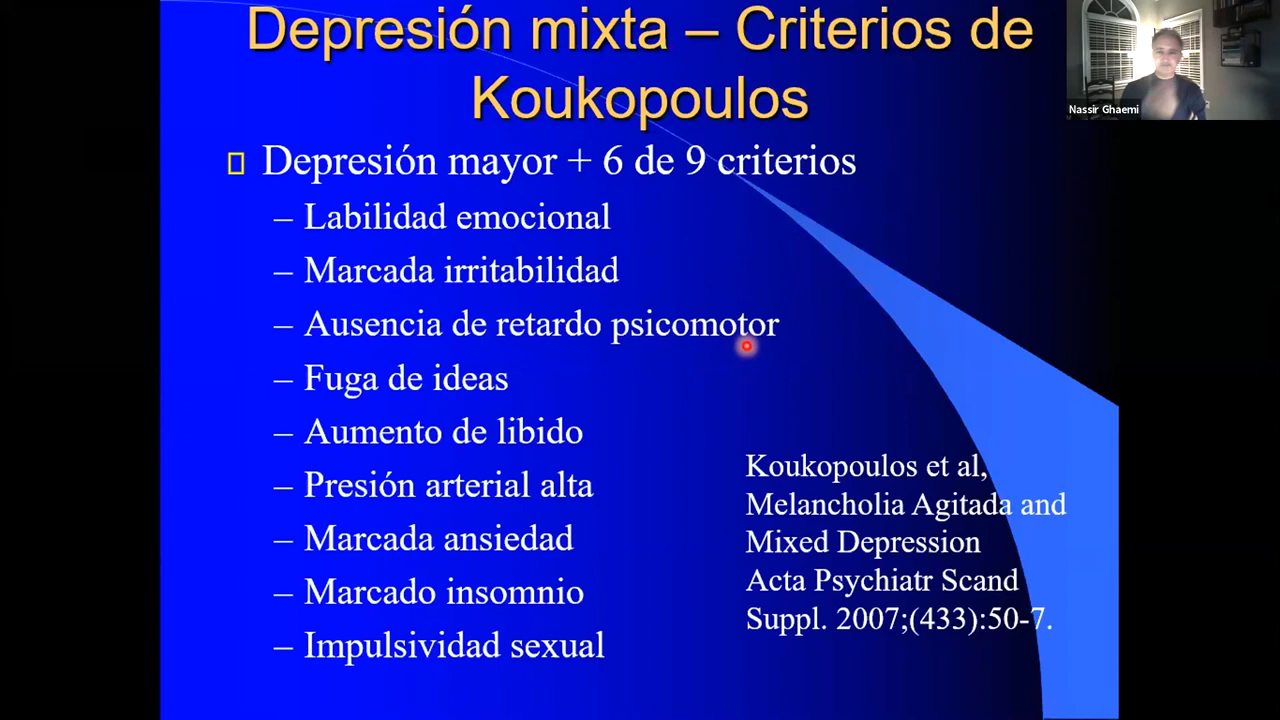 Depresión mixta – Criterios de
Koukopoulos
Nassir Ghaemi
Depresión mayor + 6 de 9 criterios
– Labilidad emocional
– Marcada irritabilidad
– Ausencia de retardo psicomotor
– Fuga de ideas
– Aumento de libido
– Presión arterial alta
– Marcada ansiedad
– Marcado insomnio
– Impulsividad sexual
Koukopoulos et al,
Melancholia Agitada and
Mixed Depression
Acta Psychiatr Scand
Suppl. 2007;(433):50-7.